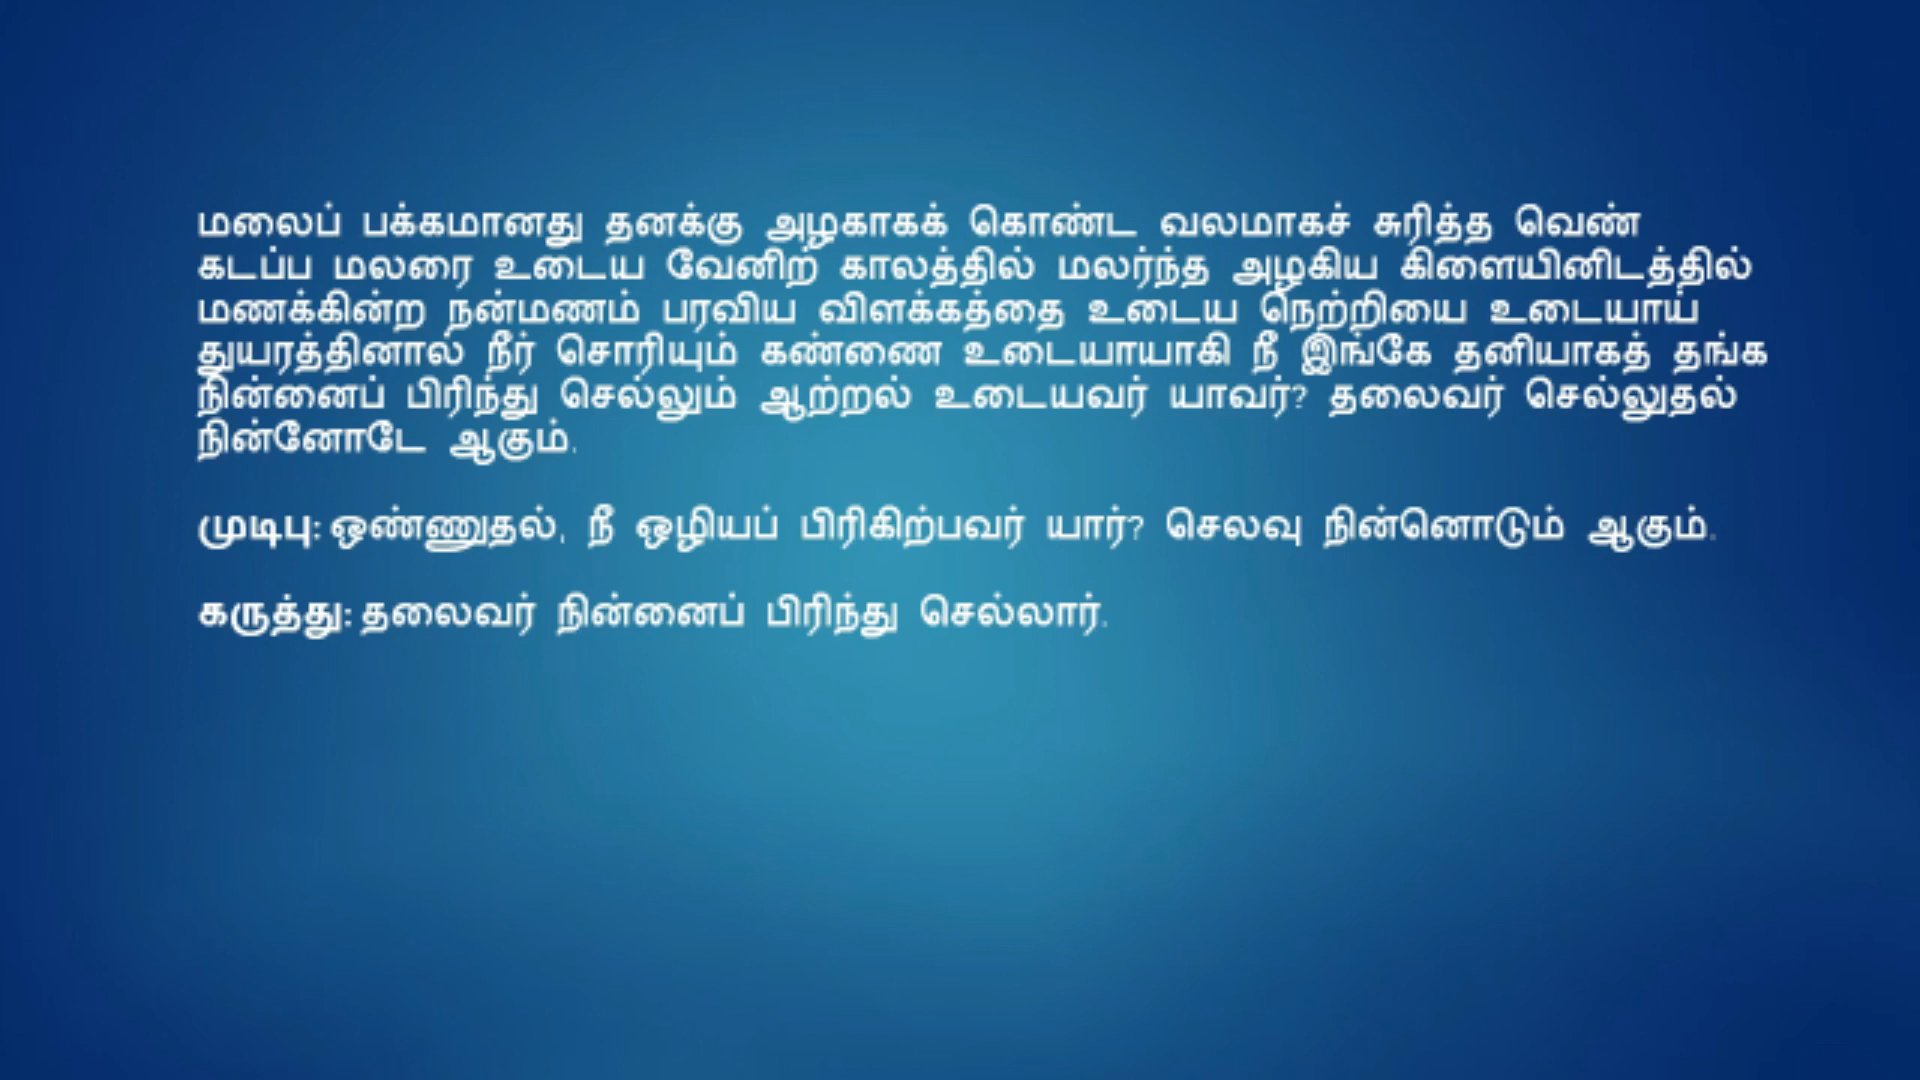 மலைப் பக்கமானது தனக்கு அழகாகக் கொண்ட வலமாகச் சுரித்த வெண்
கடப்ப மலரை உடைய வேனிற் காலத்தில் மலர்ந்த அழகிய கிளையினிடத்தில்
மணக்கின்ற நன்மணம் பரவிய விளக்கத்தை உடைய நெற்றியை உடையாய்
துயரத்தினால் நீர் சொரியும் கண்ணை உடையாயாகி நீ இங்கே தனியாகத் தங்க
நின்னைப் பிரிந்து செல்லும் ஆற்றல் உடையவர் யாவர்? தலைவர் செல்லுதல்
நின்னோடே ஆகும்.
முடிபு: ஒண்ணுதல், நீ ஒழியப் பிரிகிற்பவர் யார்? செலவு நின்னொடும் ஆகும்.
கருத்து: தலைவர் நின்னைப் பிரிந்து செல்லார்.